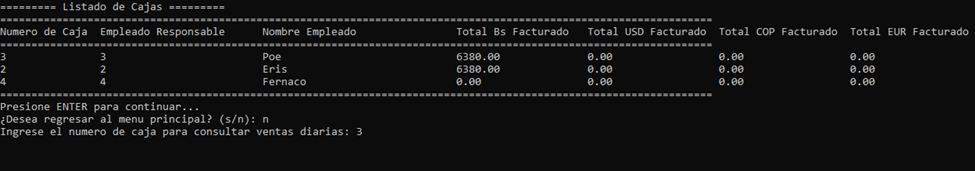 ========= Listado de Cajas =========
==================================================================================================================
Numero de Caja  Empleado Responsable      Nombre Empleado                Total Bs Facturado   Total USD Facturado  Total COP Facturado  Total EUR Facturado
==================================================================================================================
3               3                         Poe                            6380.00              0.00                 0.00                 0.00
2               2                         Eris                           6380.00              0.00                 0.00                 0.00
4               4                         Fernaco                        0.00                 0.00                 0.00                 0.00
==================================================================================================================
Presione ENTER para continuar...
¿Desea regresar al menu principal? (s/n): n
Ingrese el numero de caja para consultar ventas diarias: 3